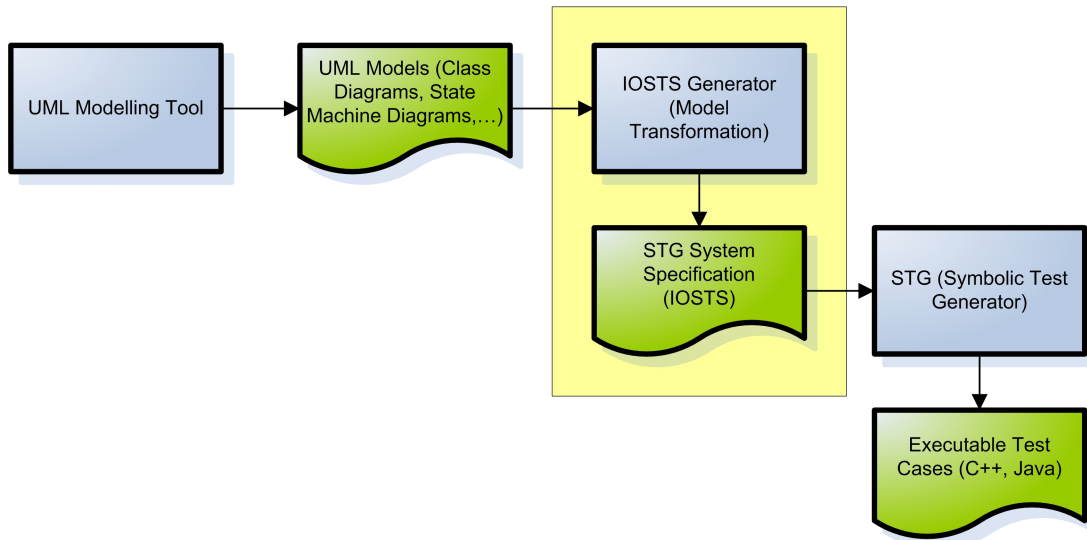 UML Modelling Tool
UML Models (Class
Diagrams, State
Machine Diagrams,...)
IOSTS Generator
(Model
Transformation)
STG System
Specification
(IOSTS)
STG (Symbolic Test
Generator)
Executable Test
Cases (C++, Java)